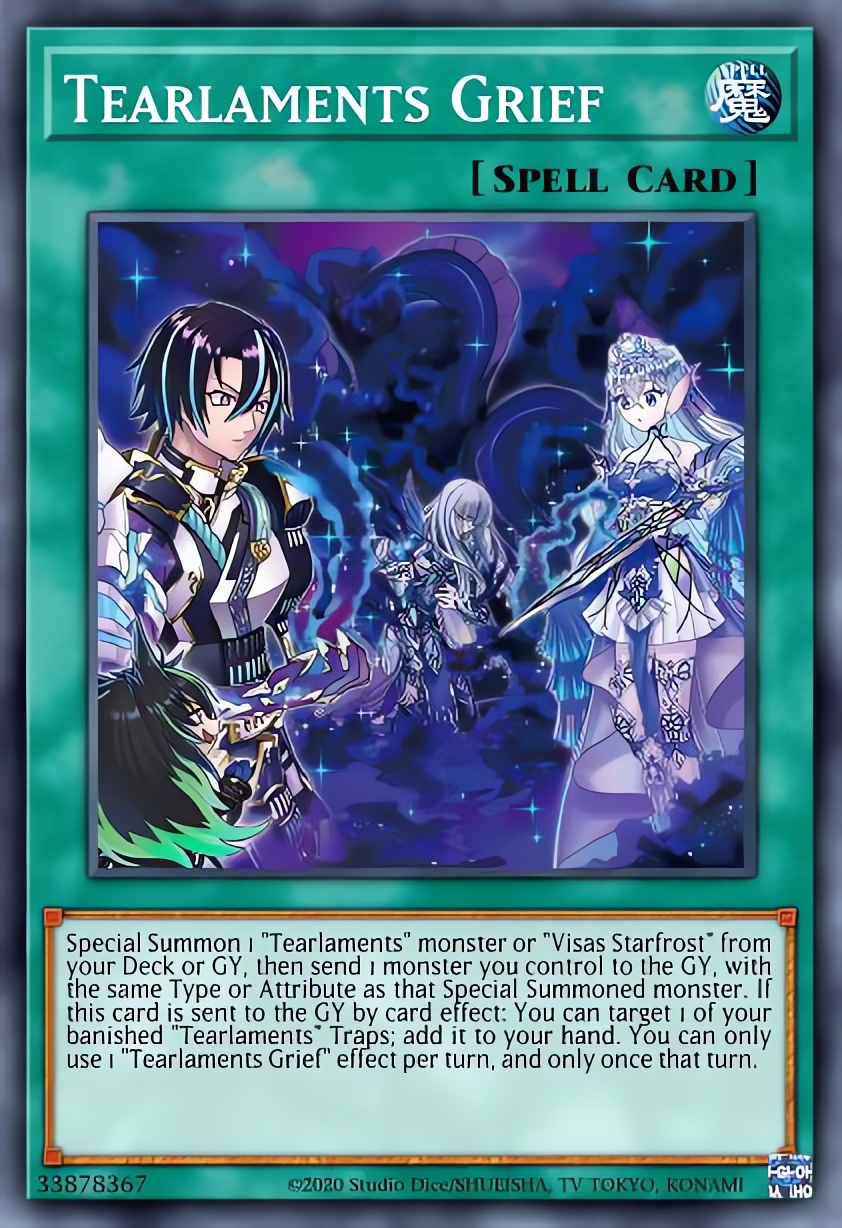 TEARLAMENTS GRIEF
魔
[SPELL CARD]
Special Summon 1 "Tearlaments" monster or "Visas Starfrost" from
your Deck or GY, then send 1 monster you control to the GY, with
the same Type or Attribute as that Special Summoned monster. If
this card is sent to the GY by card effect: You can target 1 of your
banished "Tearlaments" Traps; add it to your hand. You can only
use 1 "Tearlaments Grief" effect per turn, and only once that turn.
33878367
©2020 Studio Dice/SHUEISHA, TV TOKYO, KONAMI